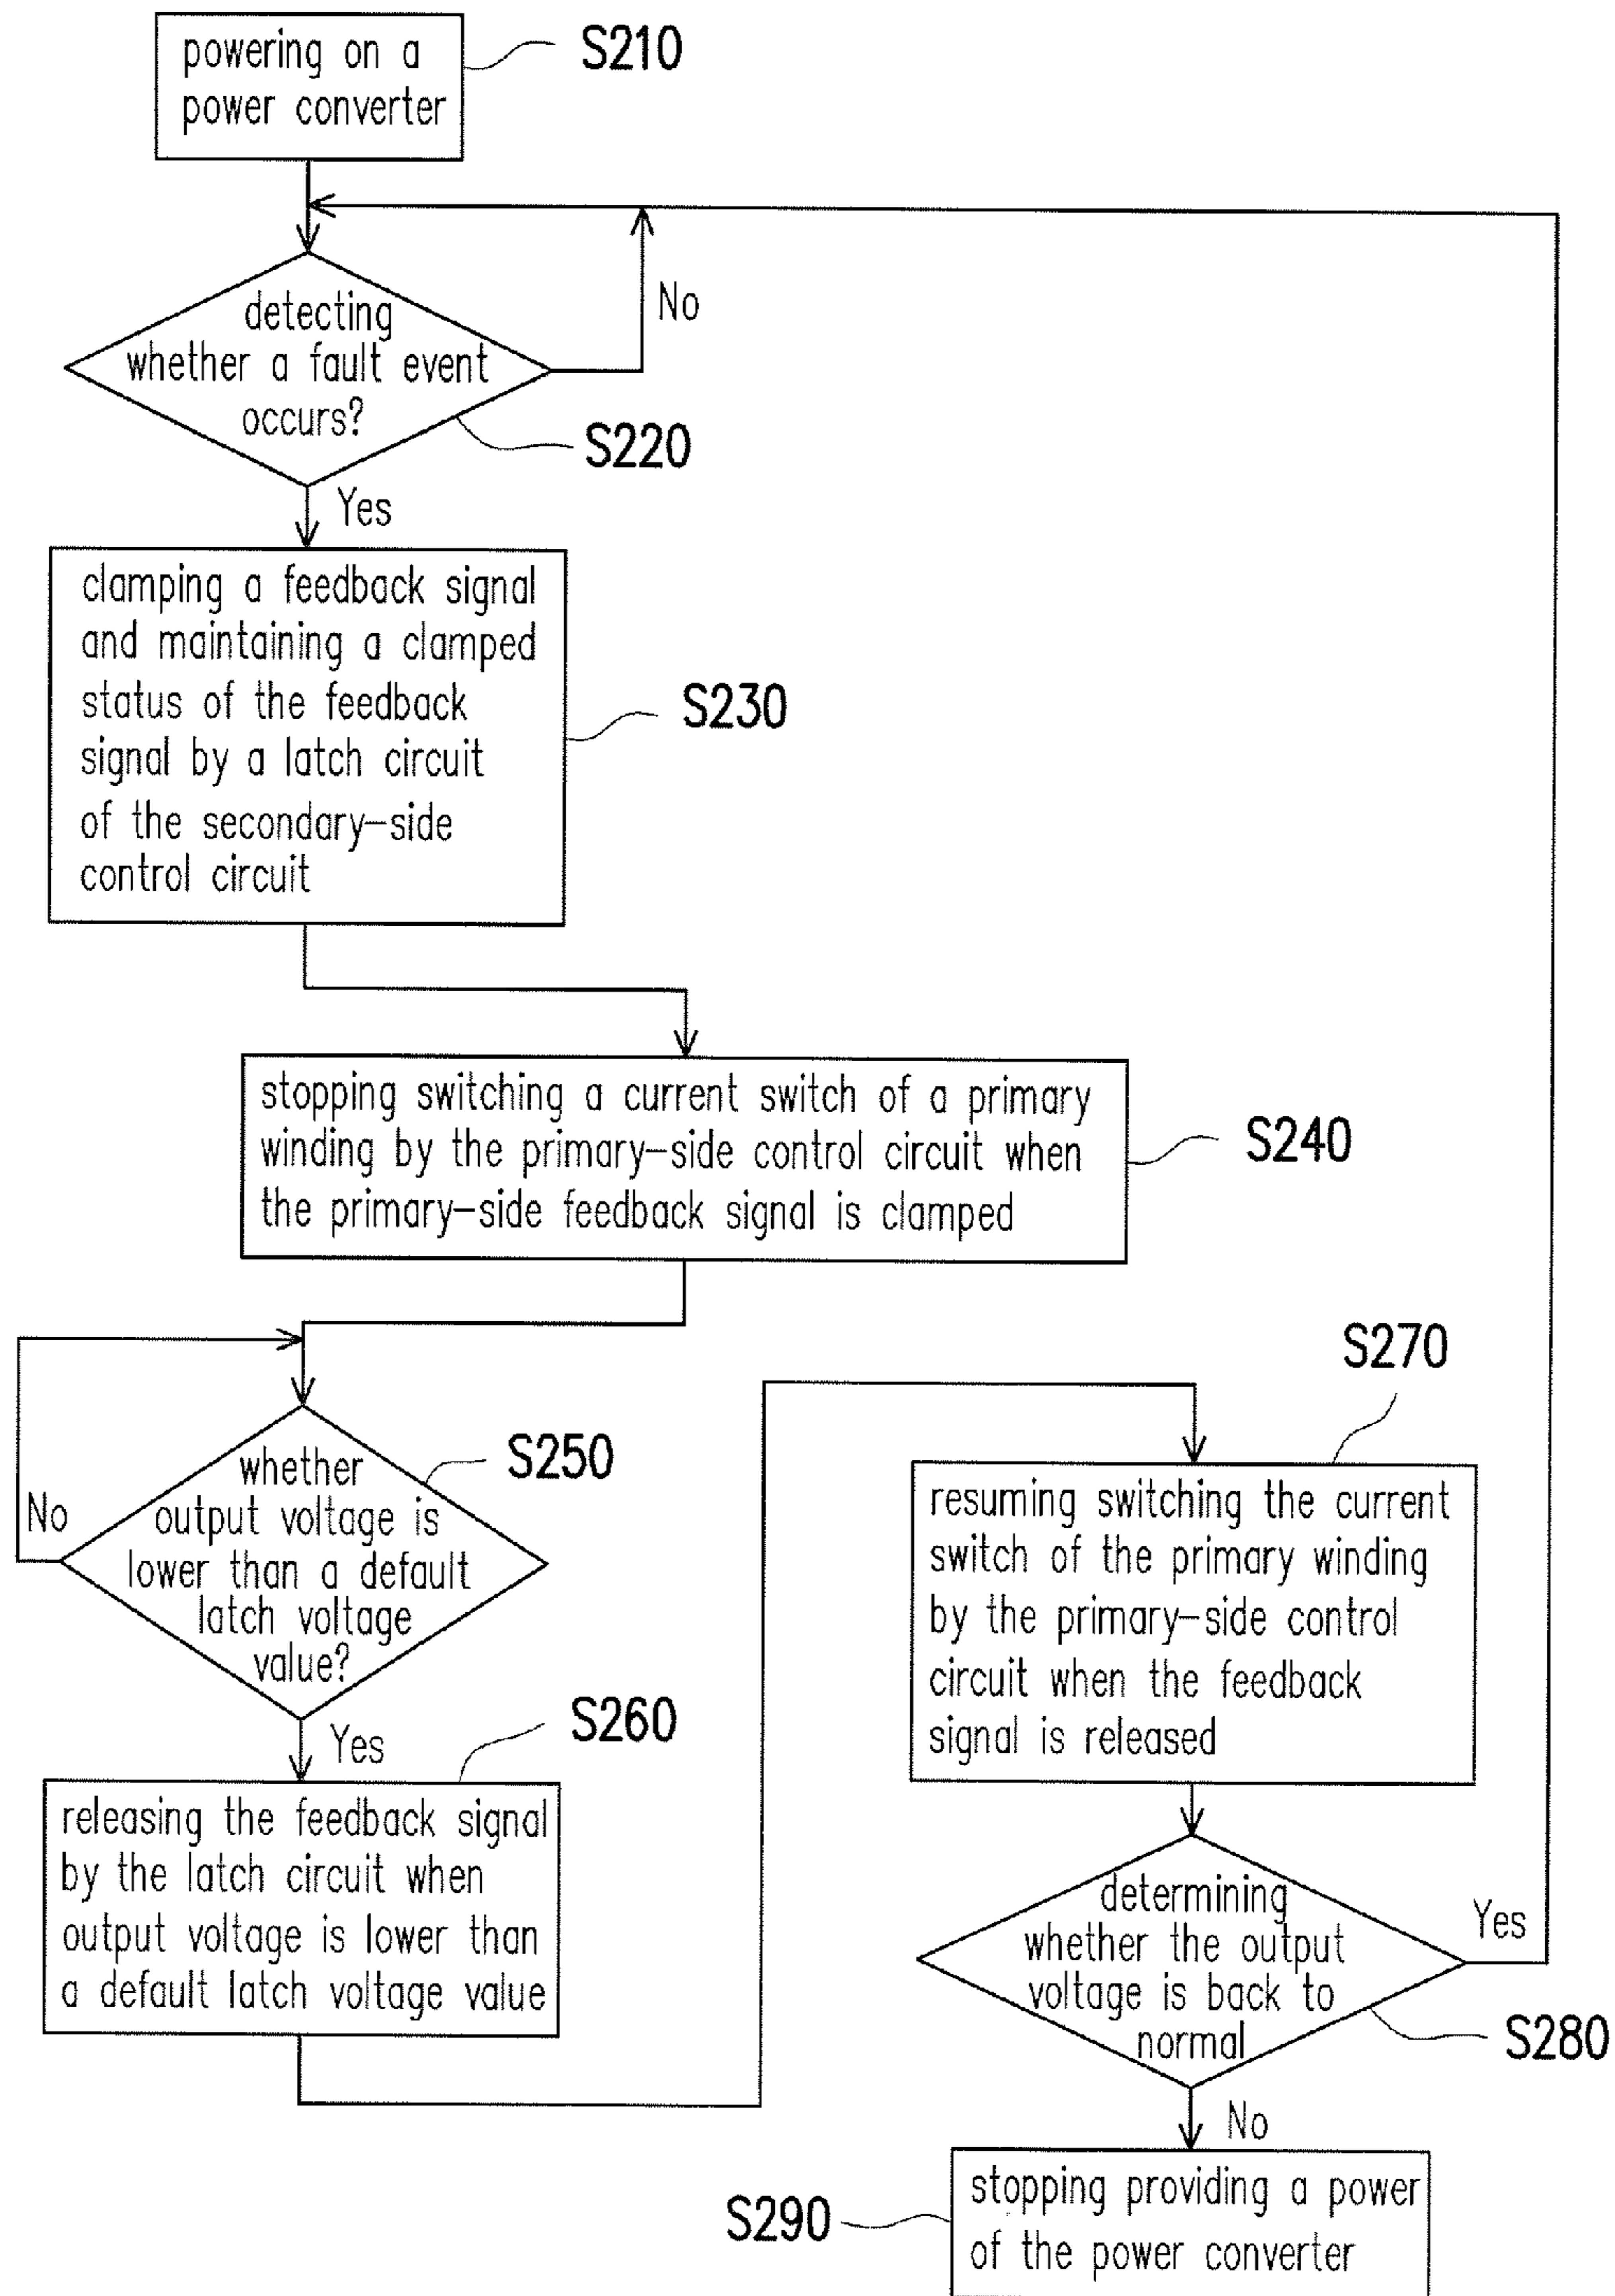 powering on a
power converter
S210
No
detecting
whether a fault event
occurs?
S220
Yes
clamping a feedback signal
and maintaining a clamped
status of the feedback
signal by a latch circuit
of the secondary-side
control circuit
S230
stopping switching a current switch of a primary
winding by the primary-side control circuit when
the primary-side feedback signal is clamped
S240
whether
output voltage is
lower than a default
latch voltage
value?
S250
No
Yes
releasing the feedback signal
by the latch circuit when
output voltage is lower than
a default latch voltage value
S260
S270
resuming switching the current
switch of the primary winding
by the primary-side control
circuit when the feedback
signal is released
determining
whether the output
voltage is back to
normal
Yes
S280
No
stopping providing a power
of the power converter
S290